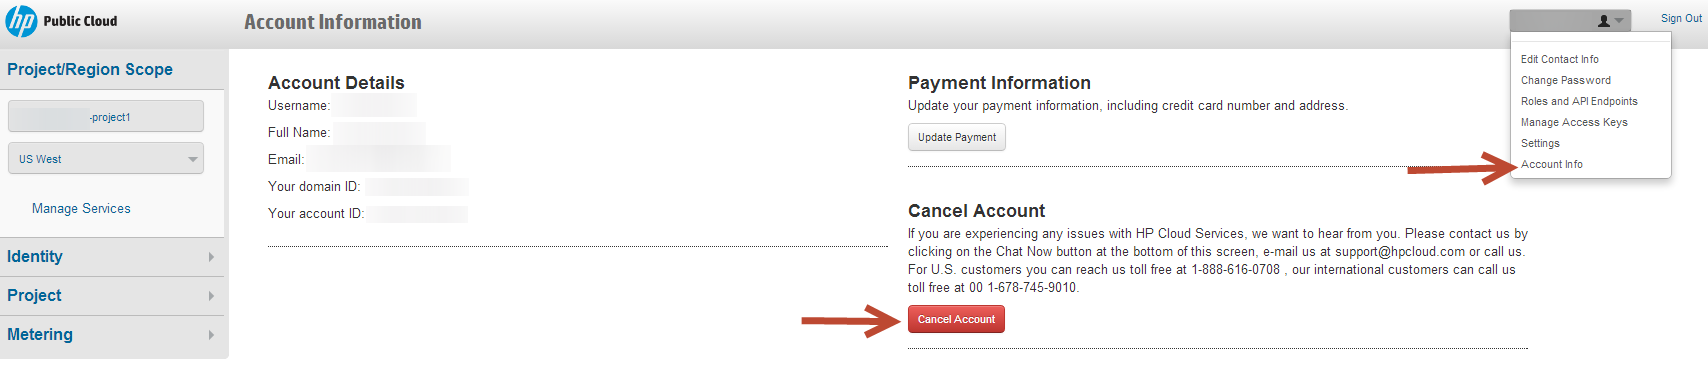 hp Public Cloud
Account Information
Sign Out
Edit Contact Info
Change Password
Roles and API Endpoints
Manage Access Keys
Settings
Account Info
Project/Region Scope
-project1
US West
Manage Services
Identity
Project
Metering
Account Details
Username:
Full Name:
Email:
Your domain ID:
Your account ID:
Payment Information
Update your payment information, including credit card number and address.
Update Payment
Cancel Account
If you are experiencing any issues with HP Cloud Services, we want to hear from you. Please contact us by
clicking on the Chat Now button at the bottom of this screen, e-mail us at support@hpcloud.com or call us.
For U.S. customers you can reach us toll free at 1-888-616-0708 , our international customers can call us
toll free at 00 1-678-745-9010.
Cancel Account